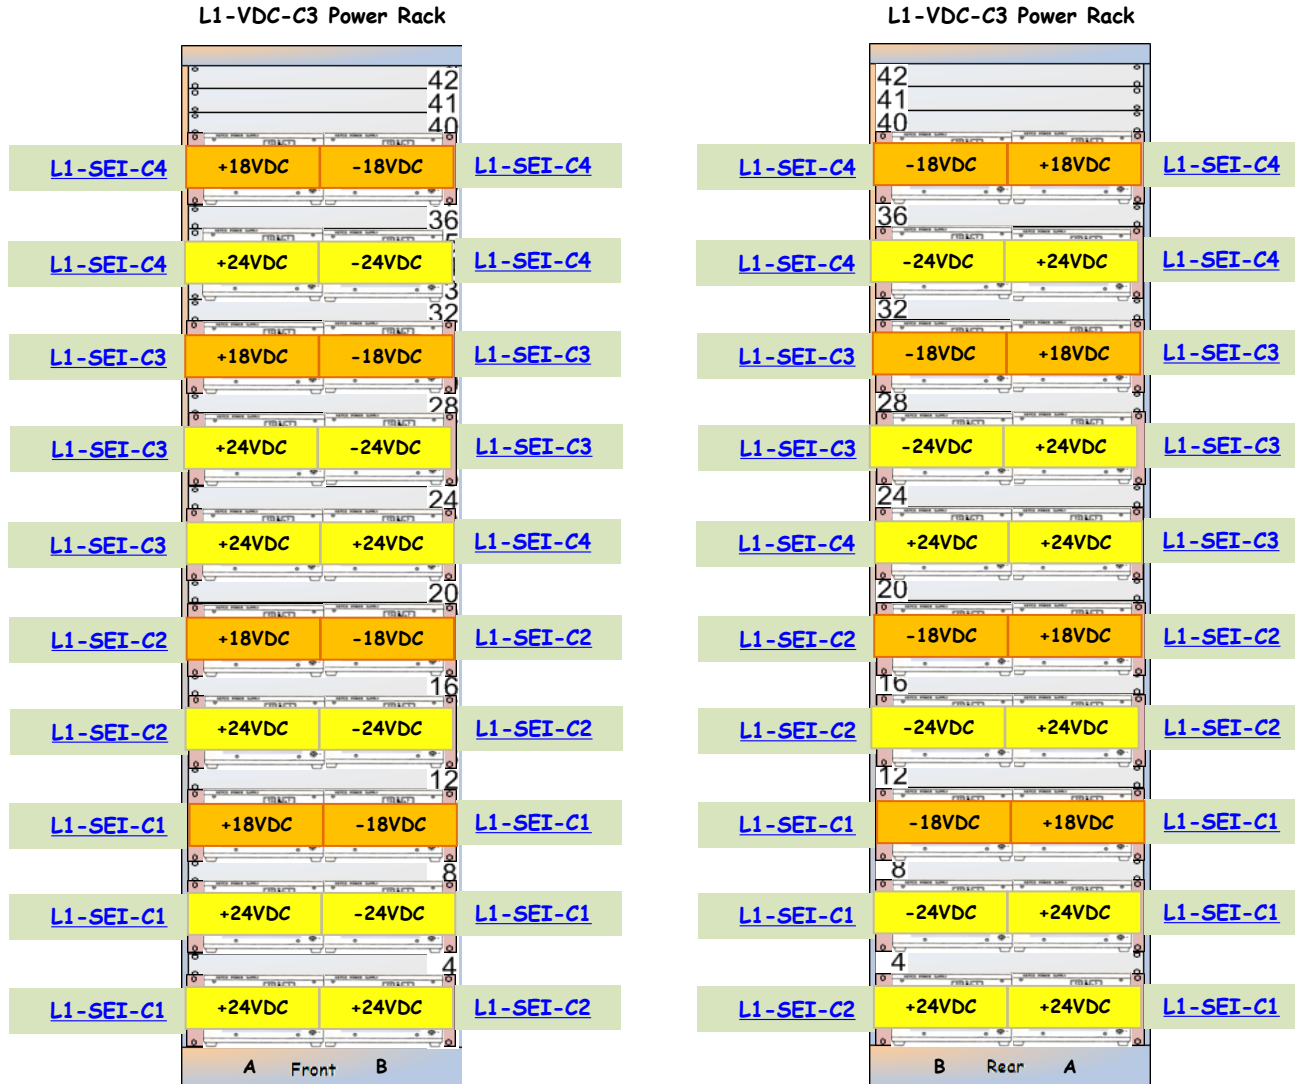 L1-VDC-C3 Power Rack
42
41
40
L1-SEI-C4 +18VDC -18VDC L1-SEI-C4
36
L1-SEI-C4 +24VDC -24VDC L1-SEI-C4
32
L1-SEI-C3 +18VDC -18VDC L1-SEI-C3
28
L1-SEI-C3 +24VDC -24VDC L1-SEI-C3
24
L1-SEI-C3 +24VDC +24VDC L1-SEI-C4
20
L1-SEI-C2 +18VDC -18VDC L1-SEI-C2
16
L1-SEI-C2 +24VDC -24VDC L1-SEI-C2
12
L1-SEI-C1 +18VDC -18VDC L1-SEI-C1
8
L1-SEI-C1 +24VDC -24VDC L1-SEI-C1
4
L1-SEI-C1 +24VDC +24VDC L1-SEI-C2
A Front B
L1-VDC-C3 Power Rack
42
41
40
L1-SEI-C4 -18VDC +18VDC L1-SEI-C4
36
L1-SEI-C4 -24VDC +24VDC L1-SEI-C4
32
L1-SEI-C3 -18VDC +18VDC L1-SEI-C3
28
L1-SEI-C3 -24VDC +24VDC L1-SEI-C3
24
L1-SEI-C4 +24VDC +24VDC L1-SEI-C3
20
L1-SEI-C2 -18VDC +18VDC L1-SEI-C2
16
L1-SEI-C2 -24VDC +24VDC L1-SEI-C2
12
L1-SEI-C1 -18VDC +18VDC L1-SEI-C1
8
L1-SEI-C1 -24VDC +24VDC L1-SEI-C1
4
L1-SEI-C2 +24VDC +24VDC L1-SEI-C1
B Rear A